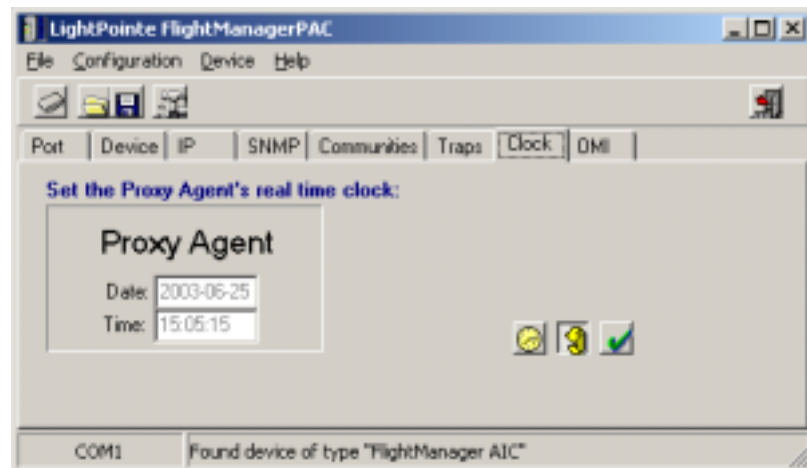 LightPointe FlightManagerPAC
File Configuration Device Help
Port Device IP SNMP Communities Traps Clock OMI
Set the Proxy Agent's real time clock:
Proxy Agent
Date: 2003-06-25
Time: 15:05:15
COM1 Found device of type "FlightManager AIC"